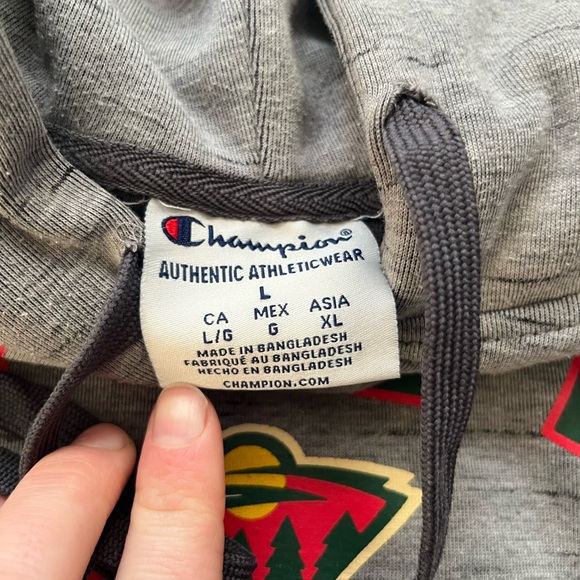 Champion®
AUTHENTIC ATHLETICWEAR
L
CA MEX ASIA
L/G G XL
MADE IN BANGLADESH
FABRIQUÉ AU BANGLADESH
HECHO EN BANGLADESH
CHAMPION.COM